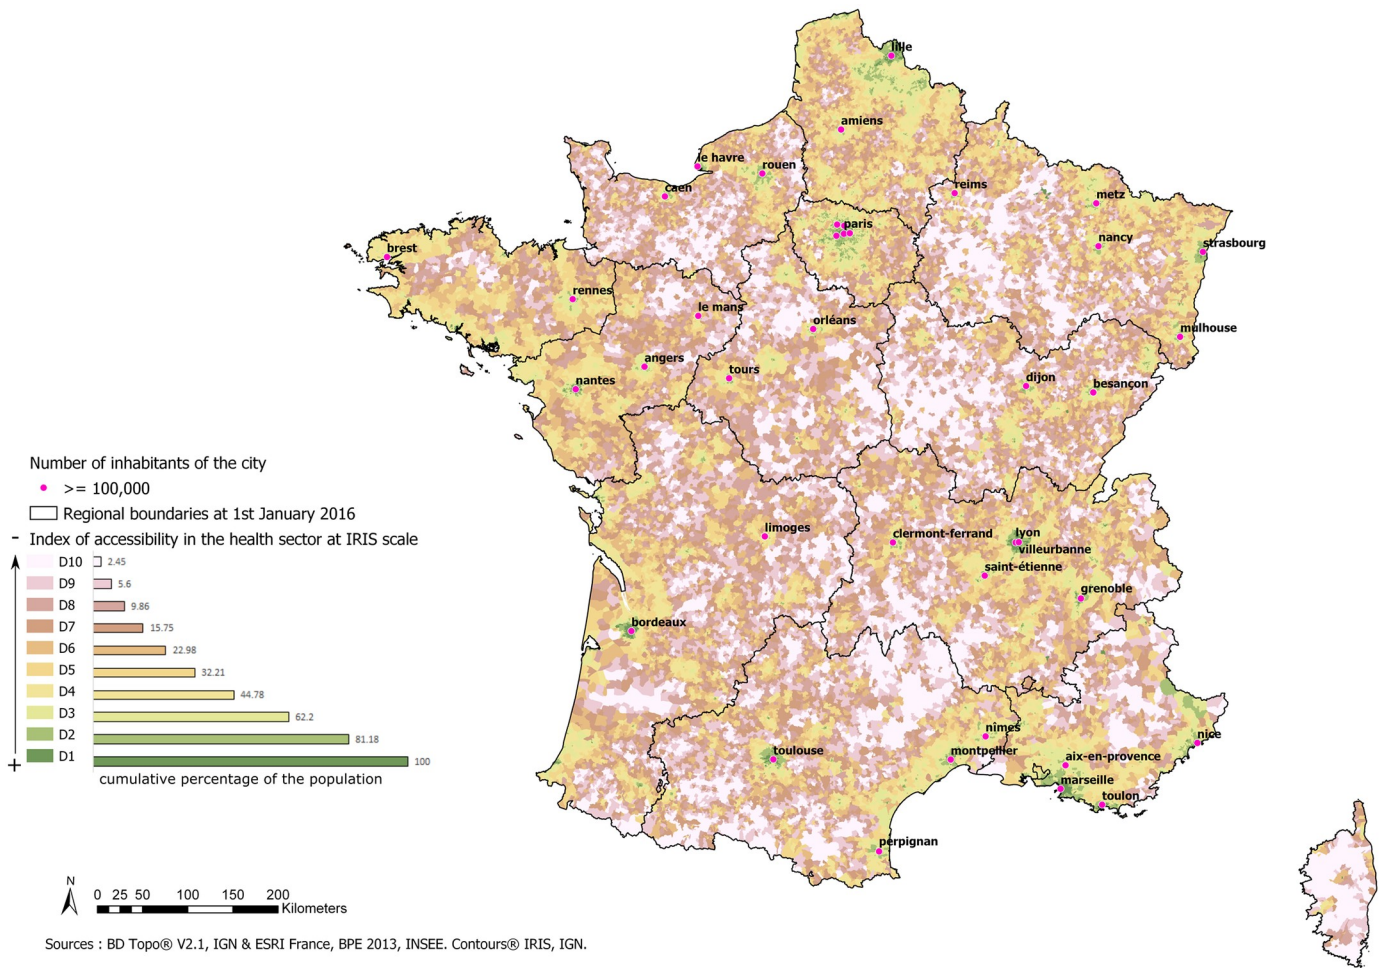 lille
amiens
le havre
rouen
caen
reims
metz
paris
nancy
strasbourg
brest
rennes
le mans
orléans
mulhouse
angers
tours
nantes
dijon
besançon
Number of inhabitants of the city
>= 100,000
Regional boundaries at 1st January 2016
- Index of accessibility in the health sector at IRIS scale
D10 2.45
D9 5.6
D8 9.86
D7 15.75
D6 22.98
D5 32.21
D4 44.78
D3 62.2
D2 81.18
D1 100
+
cumulative percentage of the population
limoges
clermont-ferrand
lyon
villeurbanne
saint-étienne
grenoble
bordeaux
nîmes
nice
toulouse
montpellier
aix-en-provence
marseille
toulon
perpignan
N
0 25 50 100 150 200
Kilometers
Sources : BD Topo® V2.1, IGN & ESRI France, BPE 2013, INSEE. Contours® IRIS, IGN.